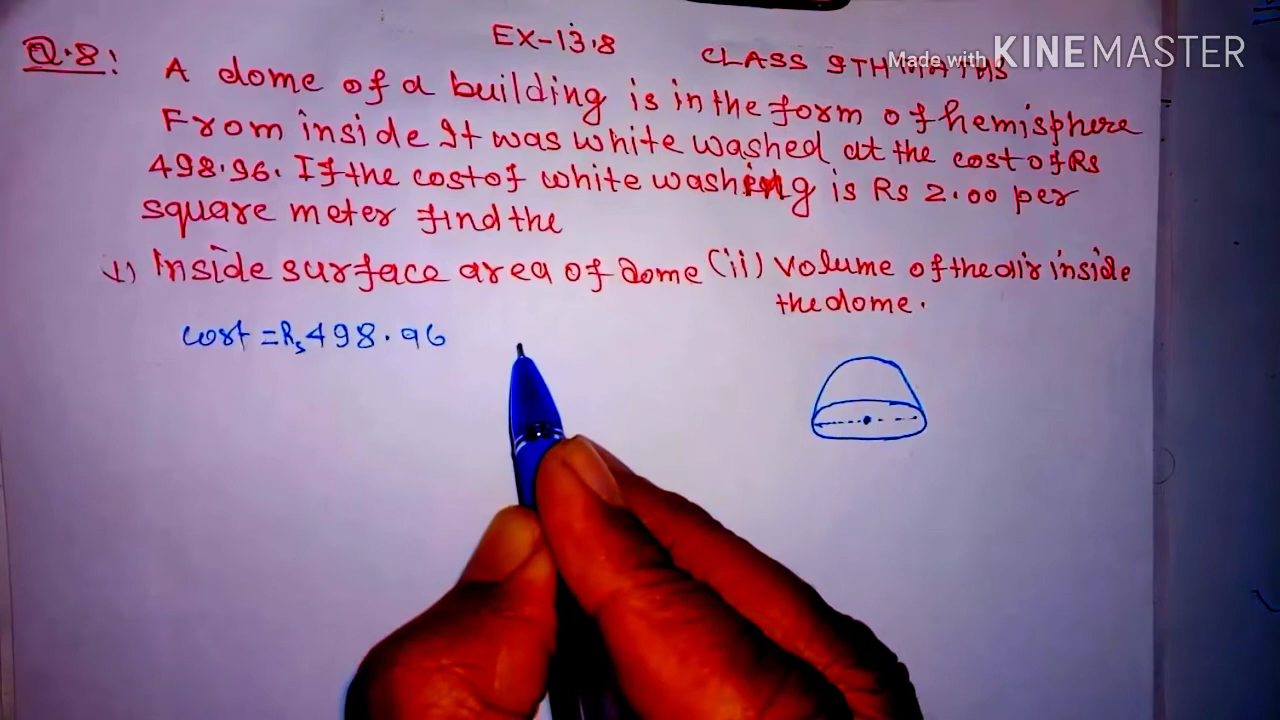 EX-13.8
CLASS 9TH MATHS
Made with KINEMASTER
Q.8:
A dome of a building is in the form of hemisphere
From inside It was white washed at the cost of Rs
498.96. If the cost of white washing is Rs 2.00 per
square meter find the
Inside surface area of dome (ii) volume of the air inside
the dome.
cost = Rs 498.96